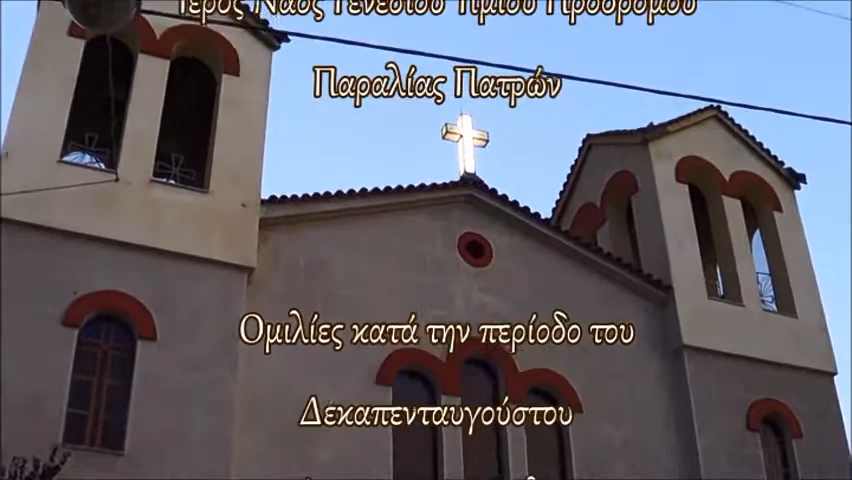 Ιερός Ναός Γενεσίου Τιμίου Προδρόμου
Παραλίας Πατρών
Ομιλίες κατά την περίοδο του
Δεκαπενταυγούστου